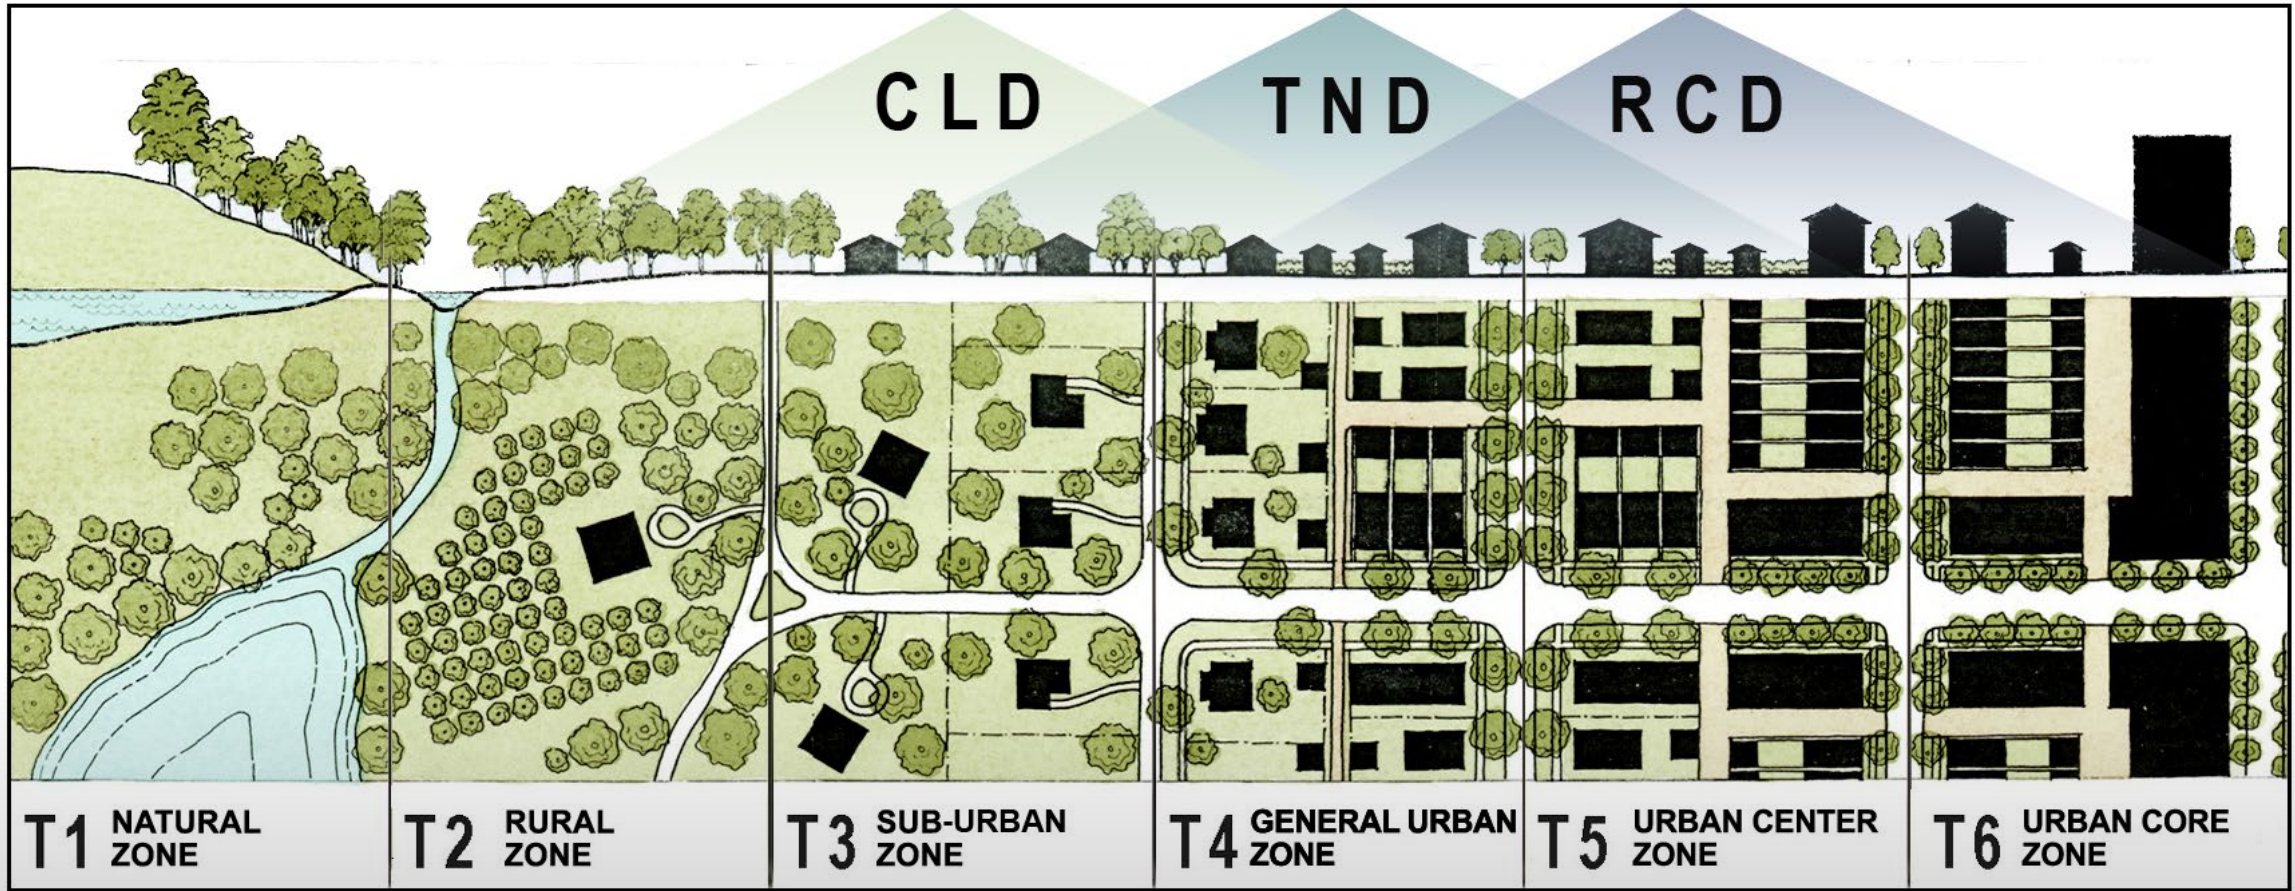 CLD
TND
RCD
T1 NATURAL
ZONE
T2 RURAL
ZONE
T3 SUB-URBAN
ZONE
T4 GENERAL URBAN
ZONE
T5 URBAN CENTER
ZONE
T6 URBAN CORE
ZONE